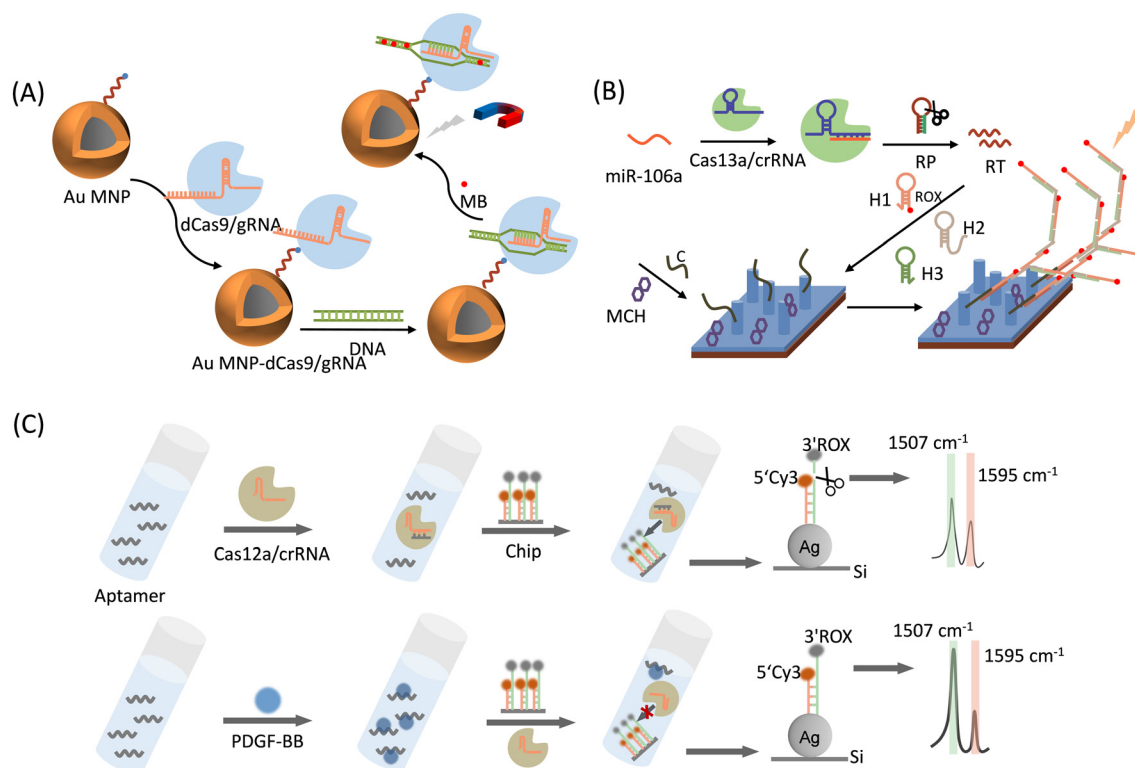 (A)
Au MNP
dCas9/gRNA
Au MNP-dCas9/gRNA
DNA
MB
(B)
miR-106a
Cas13a/crRNA
RP
RT
H1
ROX
H2
H3
C
MCH
(C)
Aptamer
Cas12a/crRNA
Chip
3'ROX
5‘Cy3
Ag
Si
1507 cm⁻¹
1595 cm⁻¹
PDGF-BB
3'ROX
5‘Cy3
Ag
Si
1507 cm⁻¹
1595 cm⁻¹